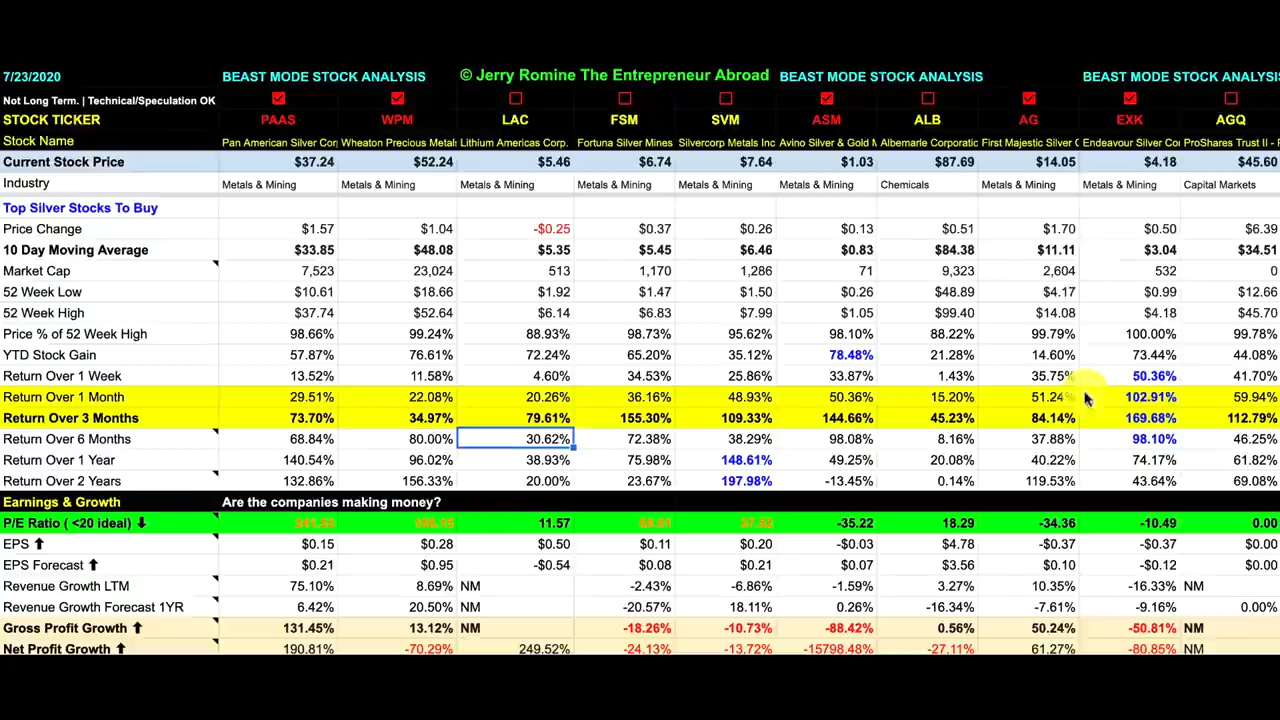 7/23/2020 BEAST MODE STOCK ANALYSIS © Jerry Romine The Entrepreneur Abroad BEAST MODE STOCK ANALYSIS BEAST MODE STOCK ANALYSIS
Not Long Term. | Technical/Speculation OK
STOCK TICKER PAAS WPM LAC FSM SVM ASM ALB AG EXK AGQ
Stock Name Pan American Silver Cor Wheaton Precious Metals Lithium Americas Corp. Fortuna Silver Mines Silvercorp Metals Inc Avino Silver & Gold M Albemarle Corporatic First Majestic Silver C Endeavour Silver Cor ProShares Trust II -
Current Stock Price $37.24 $52.24 $5.46 $6.74 $7.64 $1.03 $87.69 $14.05 $4.18 $45.60
Industry Metals & Mining Metals & Mining Metals & Mining Metals & Mining Metals & Mining Metals & Mining Chemicals Metals & Mining Metals & Mining Capital Markets
Top Silver Stocks To Buy
Price Change $1.57 $1.04 -$0.25 $0.37 $0.26 $0.13 $0.51 $1.70 $0.50 $6.39
10 Day Moving Average $33.85 $48.08 $5.35 $5.45 $6.46 $0.83 $84.38 $11.11 $3.04 $34.51
Market Cap 7,523 23,024 513 1,170 1,286 71 9,323 2,604 532 0
52 Week Low $10.61 $18.66 $1.92 $1.47 $1.50 $0.26 $48.89 $4.17 $0.99 $12.66
52 Week High $37.74 $52.64 $6.14 $6.83 $7.99 $1.05 $99.40 $14.08 $4.18 $45.70
Price % of 52 Week High 98.66% 99.24% 88.93% 98.73% 95.62% 98.10% 88.22% 99.79% 100.00% 99.78%
YTD Stock Gain 57.87% 76.61% 72.24% 65.20% 35.12% 78.48% 21.28% 14.60% 73.44% 44.08%
Return Over 1 Week 13.52% 11.58% 4.60% 34.53% 25.86% 33.87% 1.43% 35.75% 50.36% 41.70%
Return Over 1 Month 29.51% 22.08% 20.26% 36.16% 48.93% 50.36% 15.20% 51.24% 102.91% 59.94%
Return Over 3 Months 73.70% 34.97% 79.61% 155.30% 109.33% 144.66% 45.23% 84.14% 169.68% 112.79%
Return Over 6 Months 68.84% 80.00% 30.62% 72.38% 38.29% 98.08% 8.16% 37.88% 98.10% 46.25%
Return Over 1 Year 140.54% 96.02% 38.93% 75.98% 148.61% 49.25% 20.08% 40.22% 74.17% 61.82%
Return Over 2 Years 132.86% 156.33% 20.00% 23.67% 197.98% -13.45% 0.14% 119.53% 43.64% 69.08%
Earnings & Growth Are the companies making money?
P/E Ratio ( <20 ideal) 🡇 11.57 -35.22 18.29 -34.36 -10.49 0.00
EPS 🡅 $0.15 $0.28 $0.50 $0.11 $0.20 -$0.03 $4.78 -$0.37 -$0.37 $0.00
EPS Forecast 🡅 $0.21 $0.95 -$0.54 $0.08 $0.21 $0.07 $3.56 $0.10 -$0.12 $0.00
Revenue Growth LTM 75.10% 8.69% NM -2.43% -6.86% -1.59% 3.27% 10.35% -16.33% NM
Revenue Growth Forecast 1YR 6.42% 20.50% NM -20.57% 18.11% 0.26% -16.34% -7.61% -9.16% 0.00%
Gross Profit Growth 🡅 131.45% 13.12% NM -18.26% -10.73% -88.42% 0.56% 50.24% -50.81% NM
Net Profit Growth 🡅 190.81% -70.29% 249.52% -24.13% -13.72% -15798.48% -27.11% 61.27% -80.85% NM